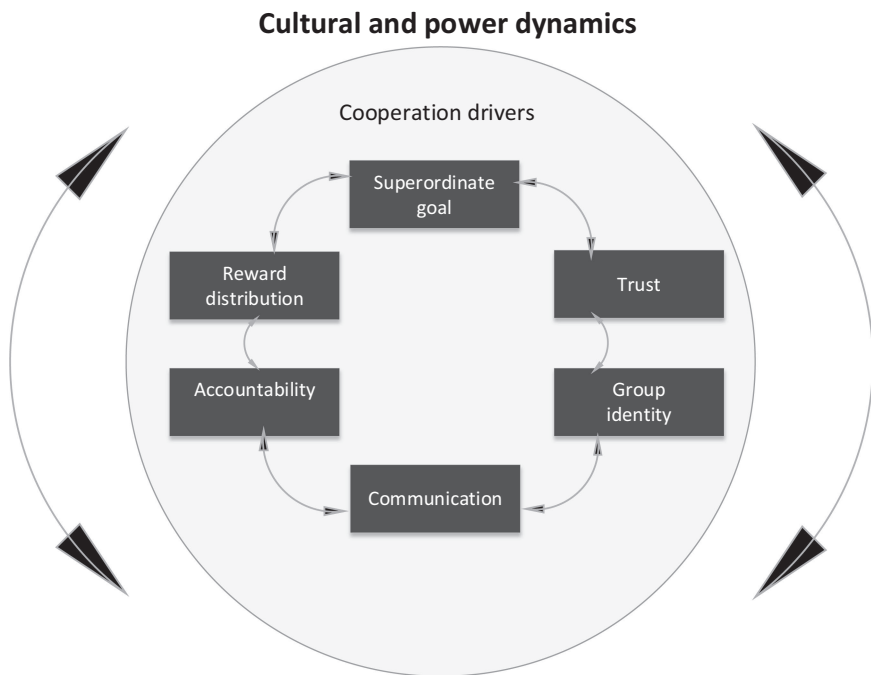 Cultural and power dynamics
Cooperation drivers
Superordinate
goal
Reward
distribution
Trust
Accountability
Group
identity
Communication